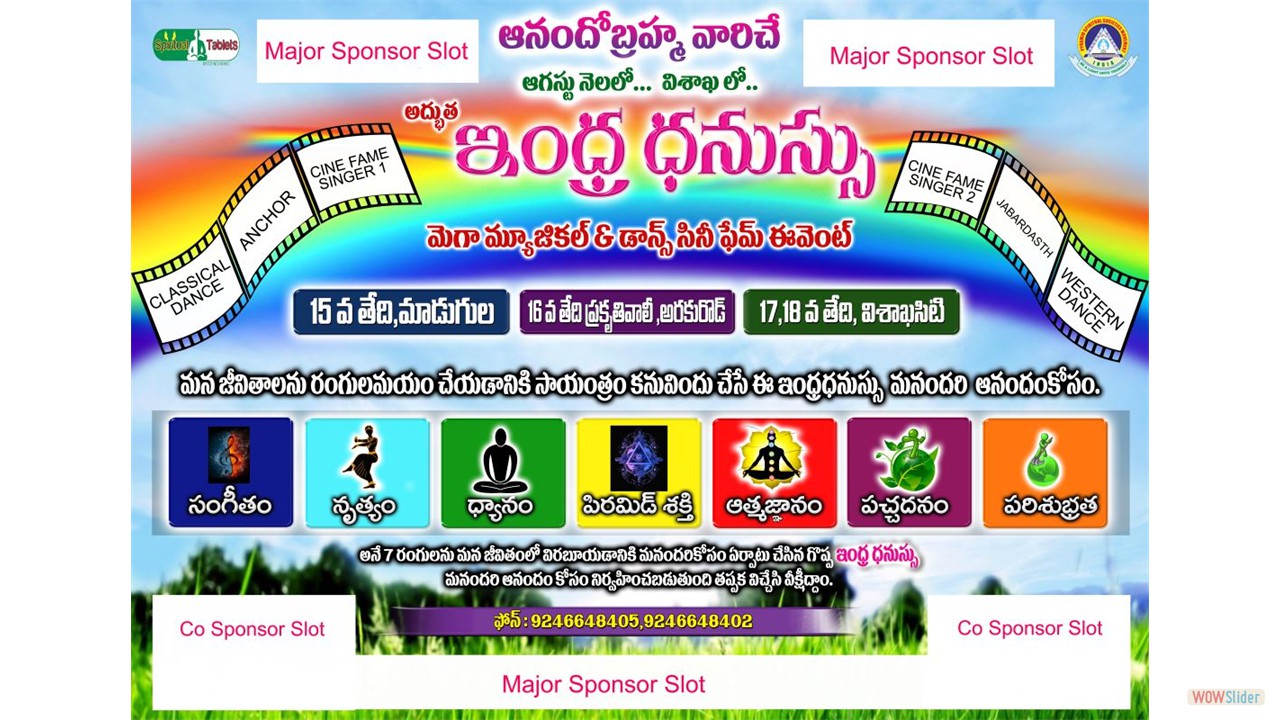 Spiritual Tablets
Major Sponsor Slot
ఆనందోబ్రహ్మ వారిచే
Major Sponsor Slot
INDIA
ఆగస్టు నెలలో... విశాఖ లో..
అద్భుత
ఇంద్ర ధనుస్సు
CLASSICAL
DANCE
ANCHOR
CINE FAME
SINGER 1
CINE FAME
SINGER 2
JABARDASTH
WESTERN
DANCE
మెగా మ్యూజికల్ & డాన్స్ సినీ ఫేమ్ ఈవెంట్
15 వ తేది,మాడుగుల
16 వ తేది ప్రకృతివాలీ ,అరకురొడ్
17,18 వ తేది, విశాఖసిటి
మన జీవితాలను రంగులమయం చేయడానికి సాయంత్రం కనువిందు చేసే ఈ ఇంద్రధనుస్సు మనందరి ఆనందంకోసం.
సంగీతం
నృత్యం
ధ్యానం
పిరమిడ్ శక్తి
ఆత్మజ్ఞానం
పచ్చదనం
పరిశుభ్రత
అనే 7 రంగులను మన జీవితంలో విరబూయడానికి మనందరికోసం ఏర్పాటు చేసిన గొప్ప ఇంద్ర ధనుస్సు
మనందరి ఆనందం కోసం నిర్వహించబడుతుంది తప్పక విచ్చేసి వీక్షిద్దాం.
ఫోన్ : 9246648405,9246648402
Co Sponsor Slot
Co Sponsor Slot
Major Sponsor Slot
WOWSlider